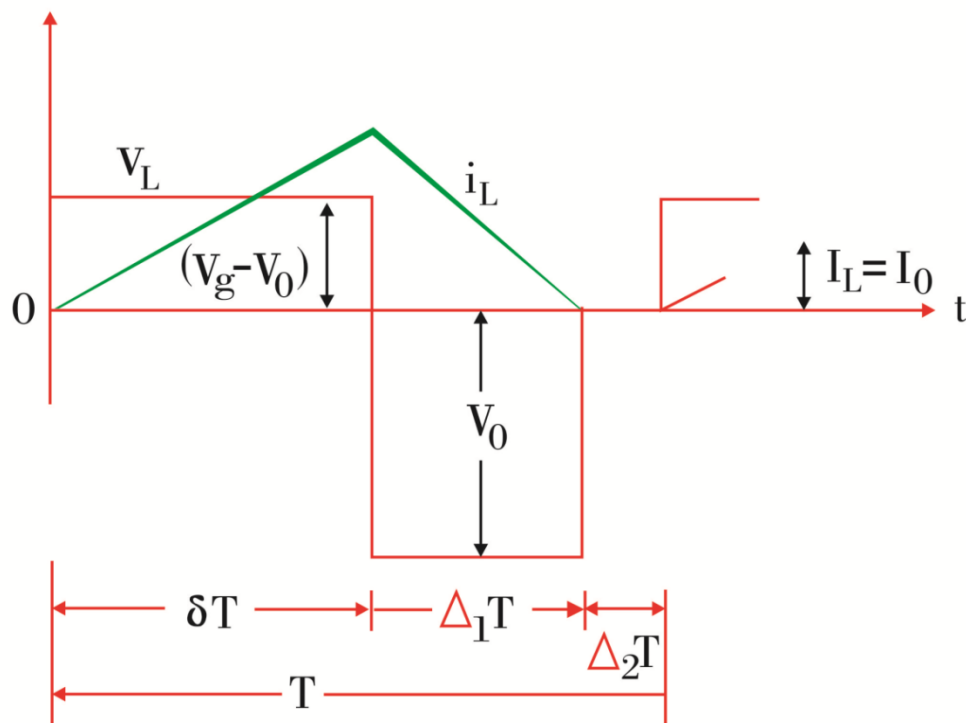 V_L
i_L
(V_g–V_0)
I_L=I_0
0
t
V_0
δT
Δ_1T
Δ_2T
T